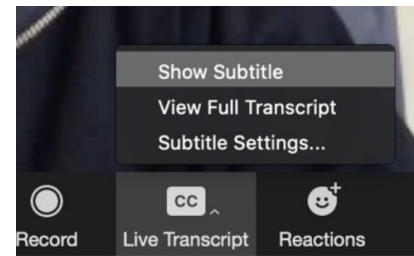 Show Subtitle
View Full Transcript
Subtitle Settings...
CC
Record Live Transcript Reactions